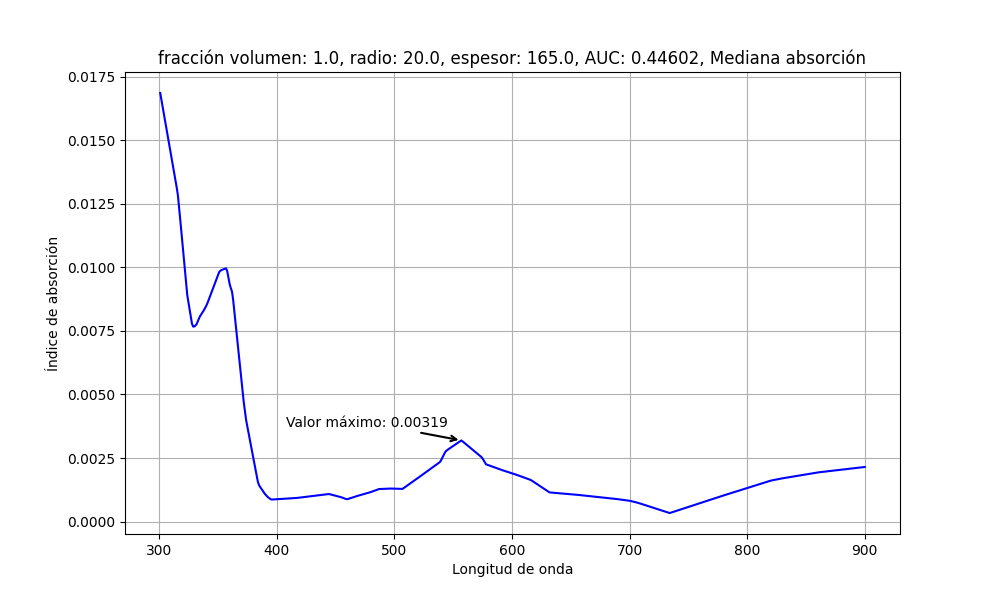 fracción volumen: 1.0, radio: 20.0, espesor: 165.0, AUC: 0.44602, Mediana absorción
0.0175
0.0150
0.0125
0.0100
0.0075
0.0050
0.0025
0.0000
Índice de absorción
Valor máximo: 0.00319
300 400 500 600 700 800 900
Longitud de onda